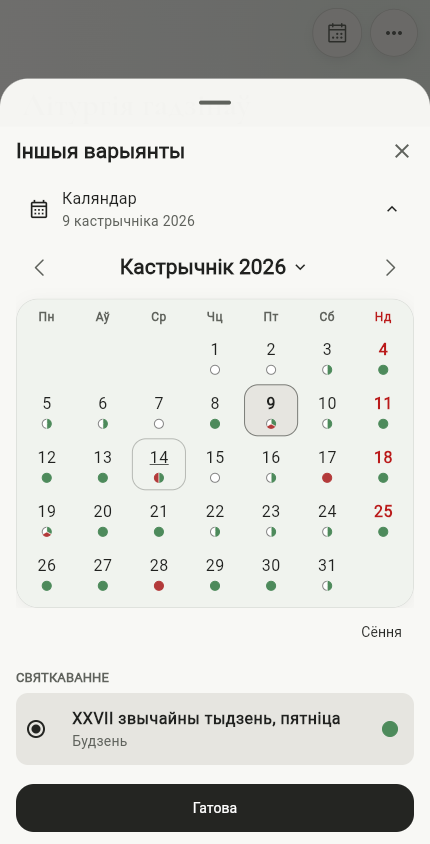 Іншыя варыянты
Каляндар
9 кастрычніка 2026
Кастрычнік 2026
Пн Аў Ср Чц Пт Сб Нд
1 2 3 4
5 6 7 8 9 10 11
12 13 14 15 16 17 18
19 20 21 22 23 24 25
26 27 28 29 30 31
Сёння
СВЯТКАВАННЕ
XXVII звычайны тыдзень, пятніца
Будзень
Гатова